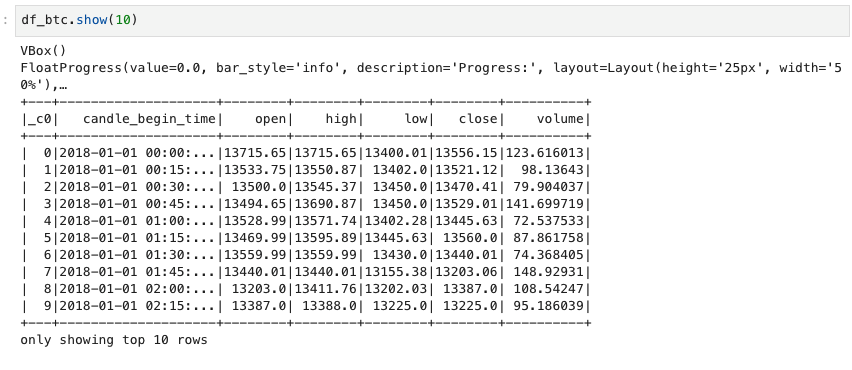 : df_btc.show(10)
VBox()
FloatProgress(value=0.0, bar_style='info', description='Progress:', layout=Layout(height='25px', width='5
0%'),…
+---+--------------------+--------+--------+--------+--------+----------+
|_c0|   candle_begin_time|    open|    high|     low|   close|    volume|
+---+--------------------+--------+--------+--------+--------+----------+
|  0|2018-01-01 00:00:...|13715.65|13715.65|13400.01|13556.15|123.616013|
|  1|2018-01-01 00:15:...|13533.75|13550.87| 13402.0|13521.12|  98.13643|
|  2|2018-01-01 00:30:...| 13500.0|13545.37| 13450.0|13470.41| 79.904037|
|  3|2018-01-01 00:45:...|13494.65|13690.87| 13450.0|13529.01|141.699719|
|  4|2018-01-01 01:00:...|13528.99|13571.74|13402.28|13445.63| 72.537533|
|  5|2018-01-01 01:15:...|13469.99|13595.89|13445.63| 13560.0| 87.861758|
|  6|2018-01-01 01:30:...|13559.99|13559.99| 13430.0|13440.01| 74.368405|
|  7|2018-01-01 01:45:...|13440.01|13440.01|13155.38|13203.06| 148.92931|
|  8|2018-01-01 02:00:...| 13203.0|13411.76|13202.03| 13387.0| 108.54247|
|  9|2018-01-01 02:15:...| 13387.0| 13388.0| 13225.0| 13225.0| 95.186039|
+---+--------------------+--------+--------+--------+--------+----------+
only showing top 10 rows